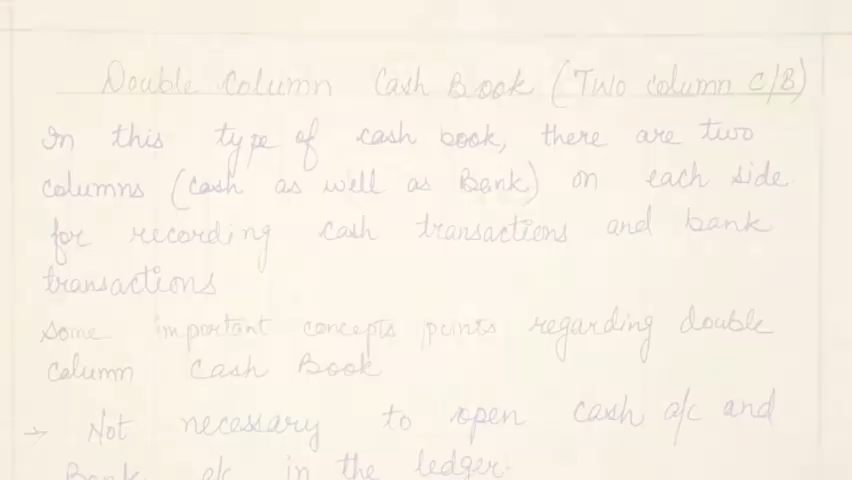 Double Column Cash Book (Two column C/B)
In this type of cash book, there are two
columns (cash as well as Bank) on each side
for recording cash transactions and bank
transactions
Some important concepts points regarding double
column Cash Book
→ Not necessary to open cash a/c and
Bank a/c in the ledger.